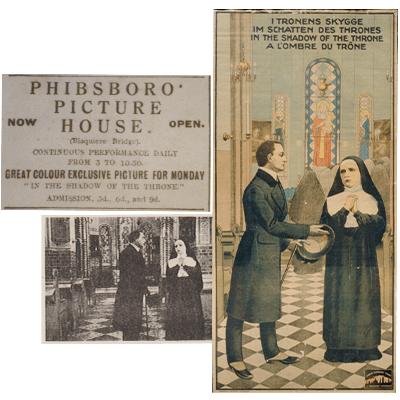 PHIBSBORO'
PICTURE
NOW HOUSE. OPEN.
(Blaquiere Bridge).
CONTINUOUS PERFORMANCE DAILY
FROM 3 TO 10.30.
GREAT COLOUR EXCLUSIVE PICTURE FOR MONDAY
"IN THE SHADOW OF THE THRONE."
ADMISSION, 3d., 6d., and 9d.
I TRONENS SKYGGE
IM SCHATTEN DES THRONES
IN THE SHADOW OF THE THRONE
A L'OMBRE DU TRÔNE